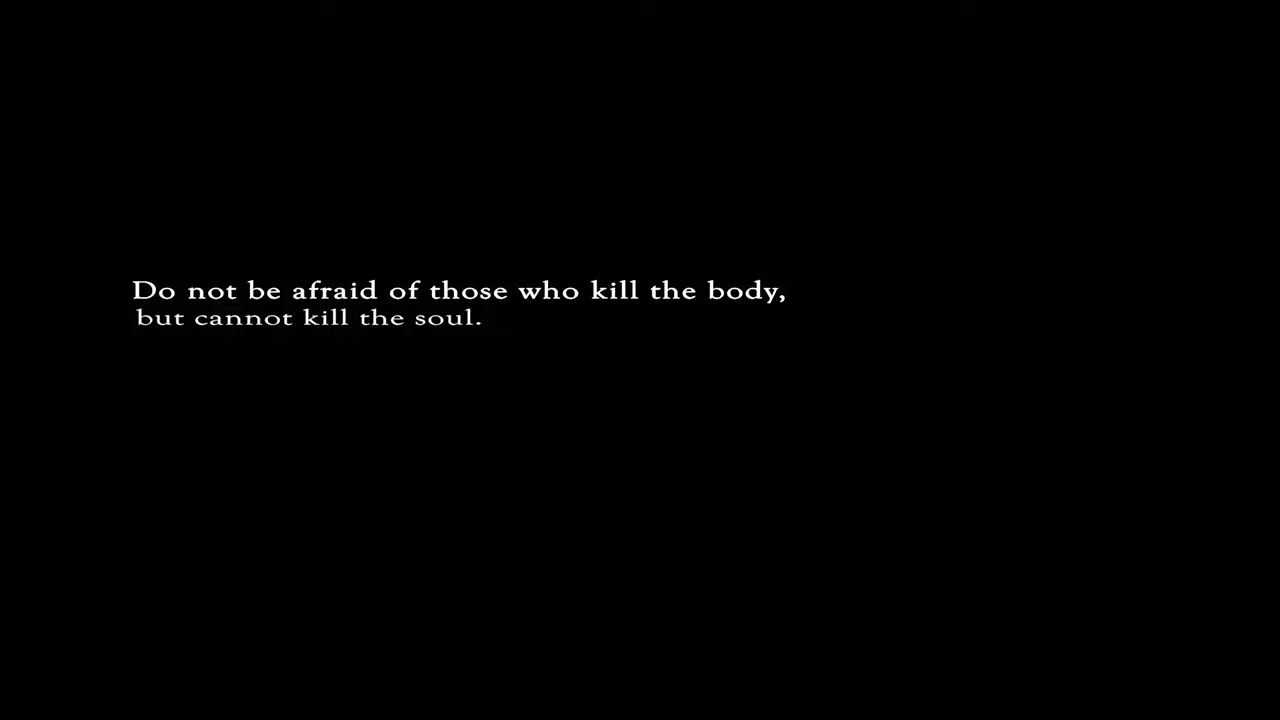 Do not be afraid of those who kill the body,
but cannot kill the soul.